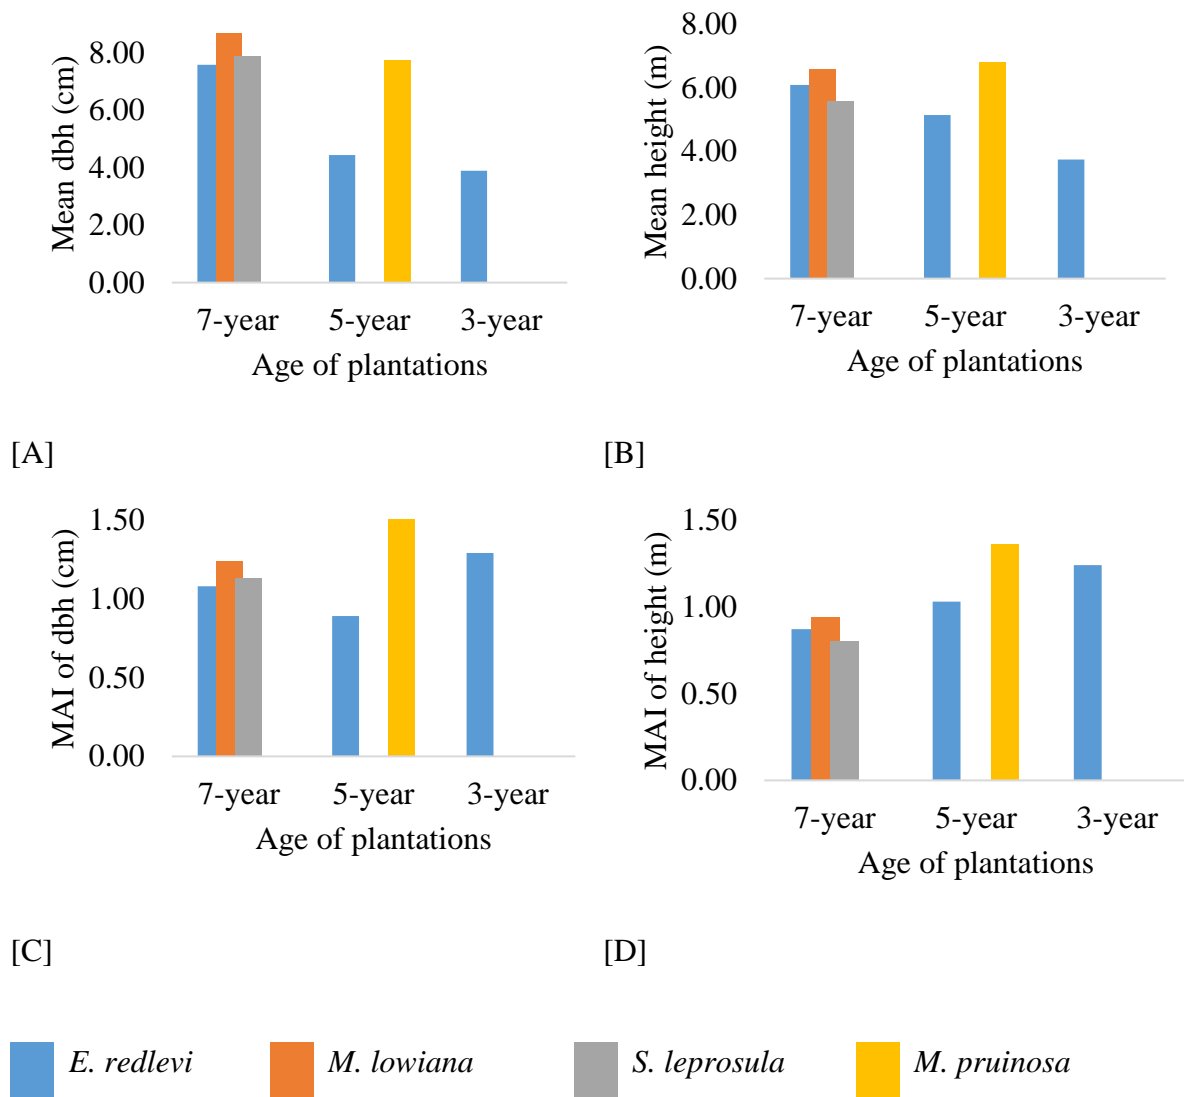 Mean dbh (cm)
8.00
6.00
4.00
2.00
0.00
7-year 5-year 3-year
Age of plantations
[A]
Mean height (m)
8.00
6.00
4.00
2.00
0.00
7-year 5-year 3-year
Age of plantations
[B]
MAI of dbh (cm)
1.50
1.00
0.50
0.00
7-year 5-year 3-year
Age of plantations
[C]
MAI of height (m)
1.50
1.00
0.50
0.00
7-year 5-year 3-year
Age of plantations
[D]
E. redlevi M. lowiana S. leprosula M. pruinosa